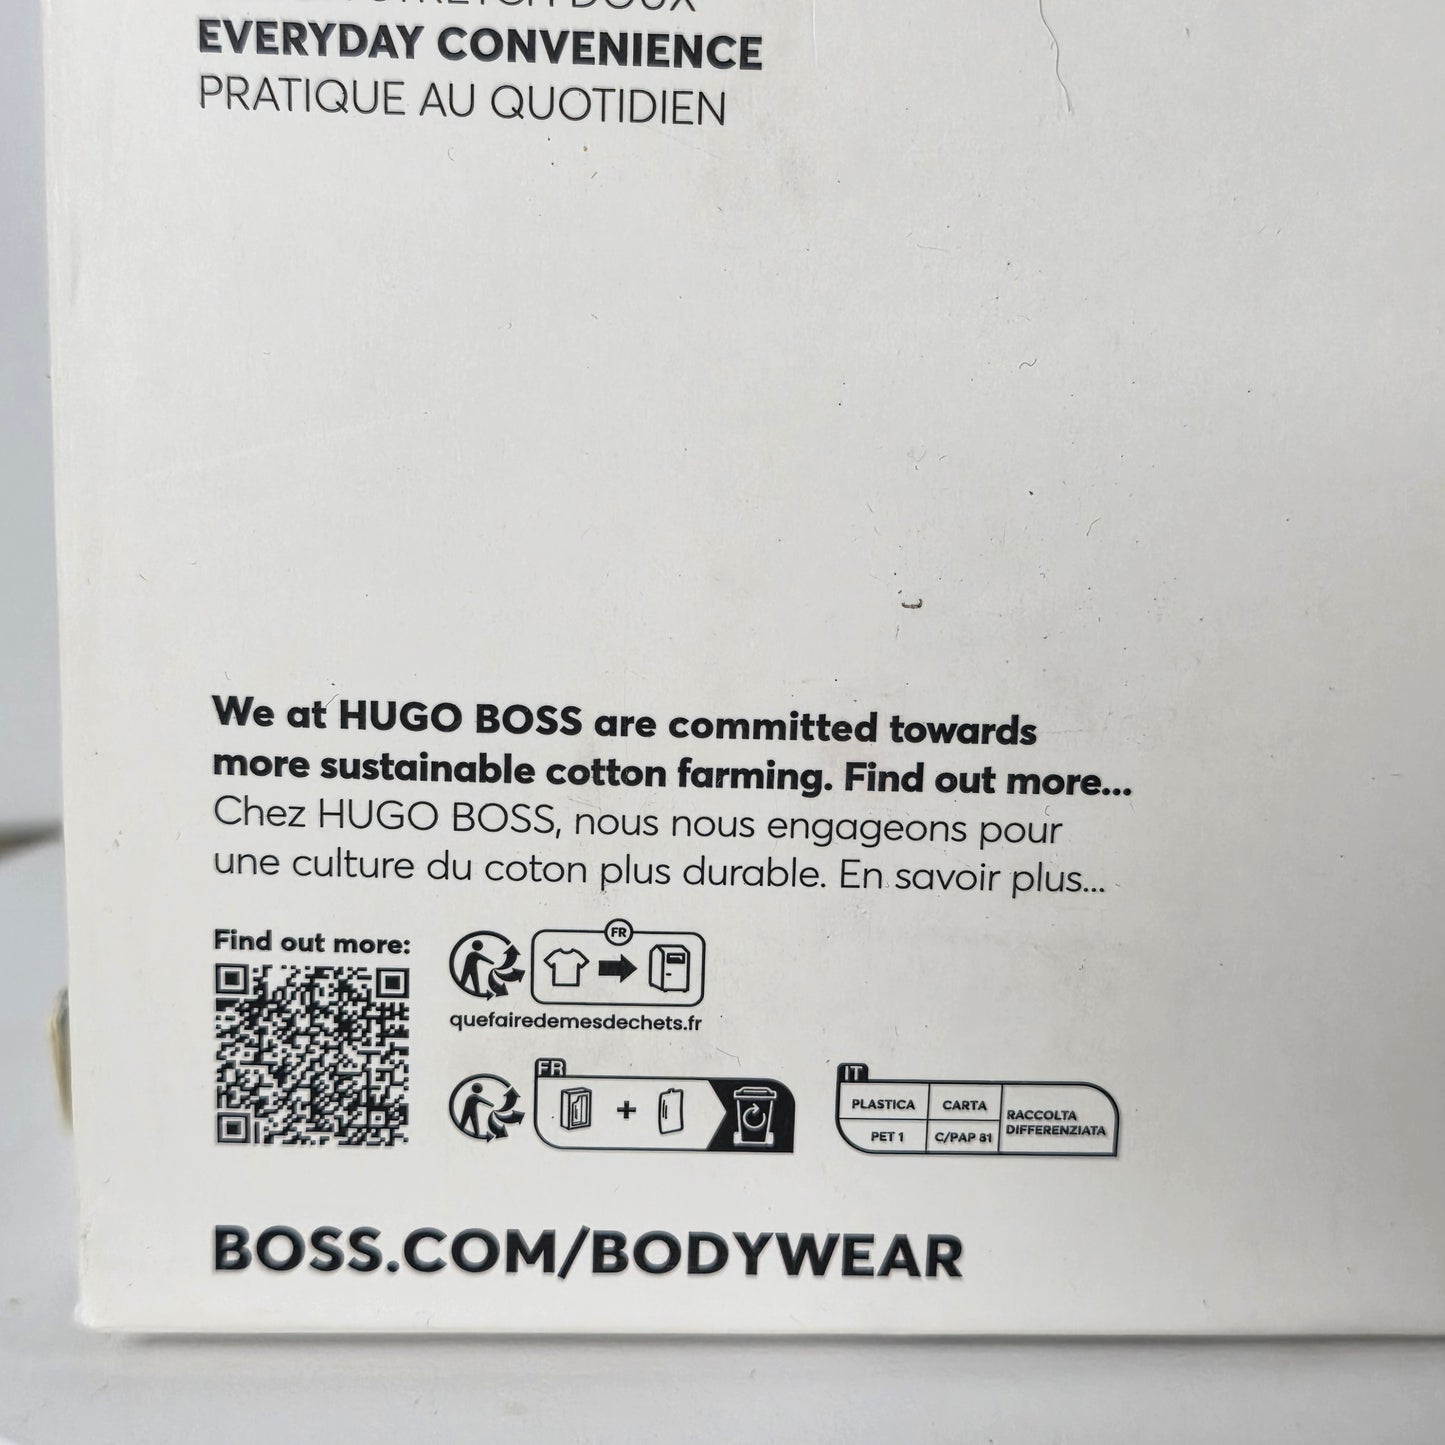 STRETCH DOUX
EVERYDAY CONVENIENCE
PRATIQUE AU QUOTIDIEN
We at HUGO BOSS are committed towards
more sustainable cotton farming. Find out more...
Chez HUGO BOSS, nous nous engageons pour
une culture du coton plus durable. En savoir plus...
Find out more:
FR
quefairedemesdechets.fr
FR
IT
PLASTICA CARTA RACCOLTA
DIFFERENZIATA
PET 1 C/PAP 81
BOSS.COM/BODYWEAR